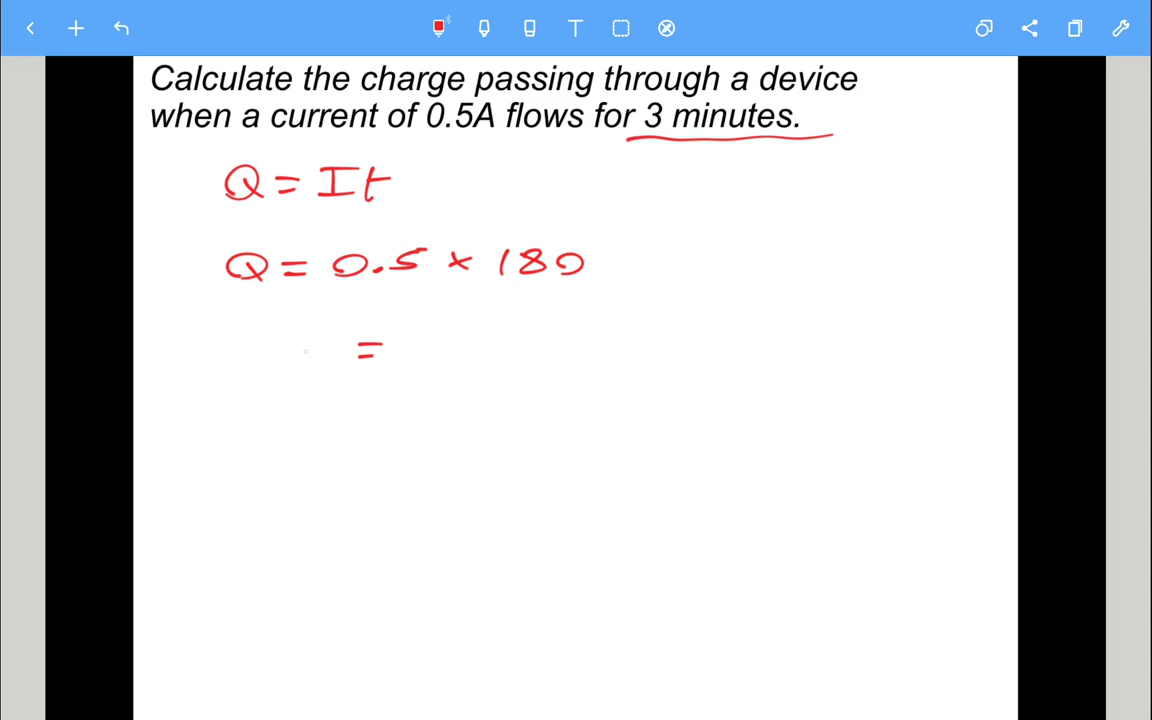 Calculate the charge passing through a device
when a current of 0.5A flows for 3 minutes.
Q = It
Q = 0.5 × 180
=